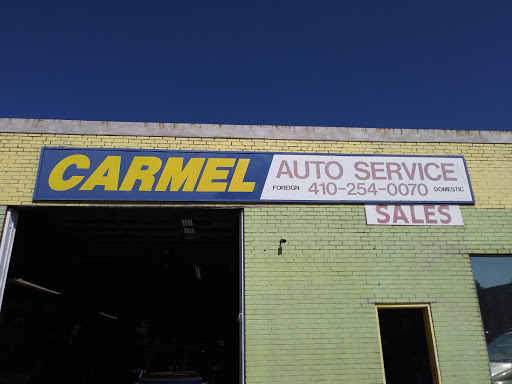 CARMEL
AUTO SERVICE
FOREIGN 410-254-0070 DOMESTIC
SALES